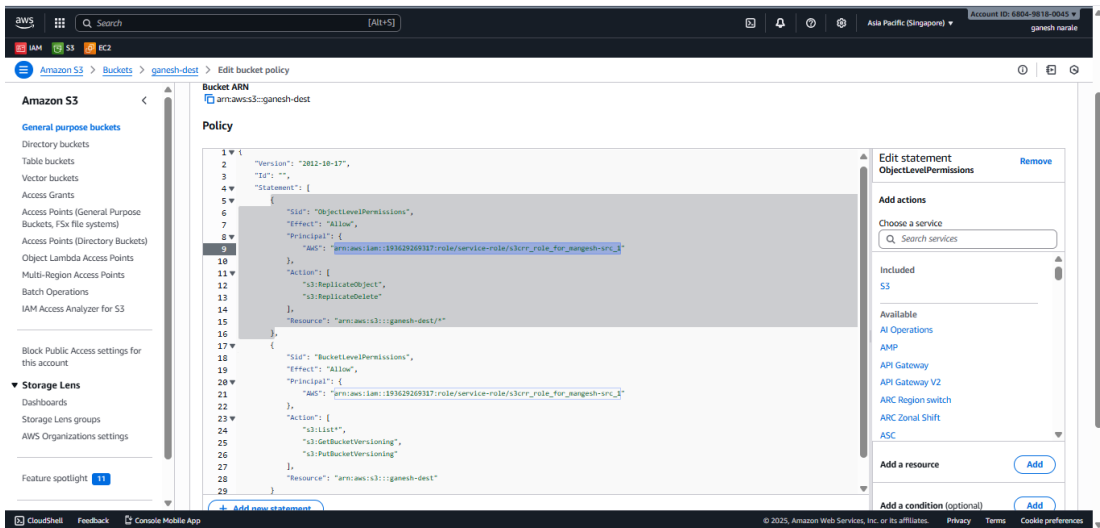 aws
Search
[Alt+S]
Asia Pacific (Singapore)
Account ID: 6804-9818-0045
ganesh narale
IAM
S3
EC2
Amazon S3 > Buckets > ganesh-dest > Edit bucket policy
Amazon S3
General purpose buckets
Directory buckets
Table buckets
Vector buckets
Access Grants
Access Points (General Purpose
Buckets, FSx file systems)
Access Points (Directory Buckets)
Object Lambda Access Points
Multi-Region Access Points
Batch Operations
IAM Access Analyzer for S3
Block Public Access settings for
this account
Storage Lens
Dashboards
Storage Lens groups
AWS Organizations settings
Feature spotlight 11
Bucket ARN
arn:aws:s3:::ganesh-dest
Policy
1 {
2 "Version": "2012-10-17",
3 "Id": "",
4 "Statement": [
5 {
6 "Sid": "ObjectLevelPermissions",
7 "Effect": "Allow",
8 "Principal": {
9 "AWS": "arn:aws:iam::193629269317:role/service-role/s3crr_role_for_mangesh-src_1"
10 },
11 "Action": [
12 "s3:ReplicateObject",
13 "s3:ReplicateDelete"
14 ],
15 "Resource": "arn:aws:s3:::ganesh-dest/*"
16 },
17 {
18 "Sid": "BucketLevelPermissions",
19 "Effect": "Allow",
20 "Principal": {
21 "AWS": "arn:aws:iam::193629269317:role/service-role/s3crr_role_for_mangesh-src_1"
22 },
23 "Action": [
24 "s3:List*",
25 "s3:GetBucketVersioning",
26 "s3:PutBucketVersioning"
27 ],
28 "Resource": "arn:aws:s3:::ganesh-dest"
29 }
+ Add new statement
Edit statement
Remove
ObjectLevelPermissions
Add actions
Choose a service
Search services
Included
S3
Available
AI Operations
AMP
API Gateway
API Gateway V2
ARC Region switch
ARC Zonal Shift
ASC
Add a resource
Add
Add a condition (optional)
Add
CloudShell
Feedback
Console Mobile App
© 2025, Amazon Web Services, Inc. or its affiliates.
Privacy
Terms
Cookie preferences